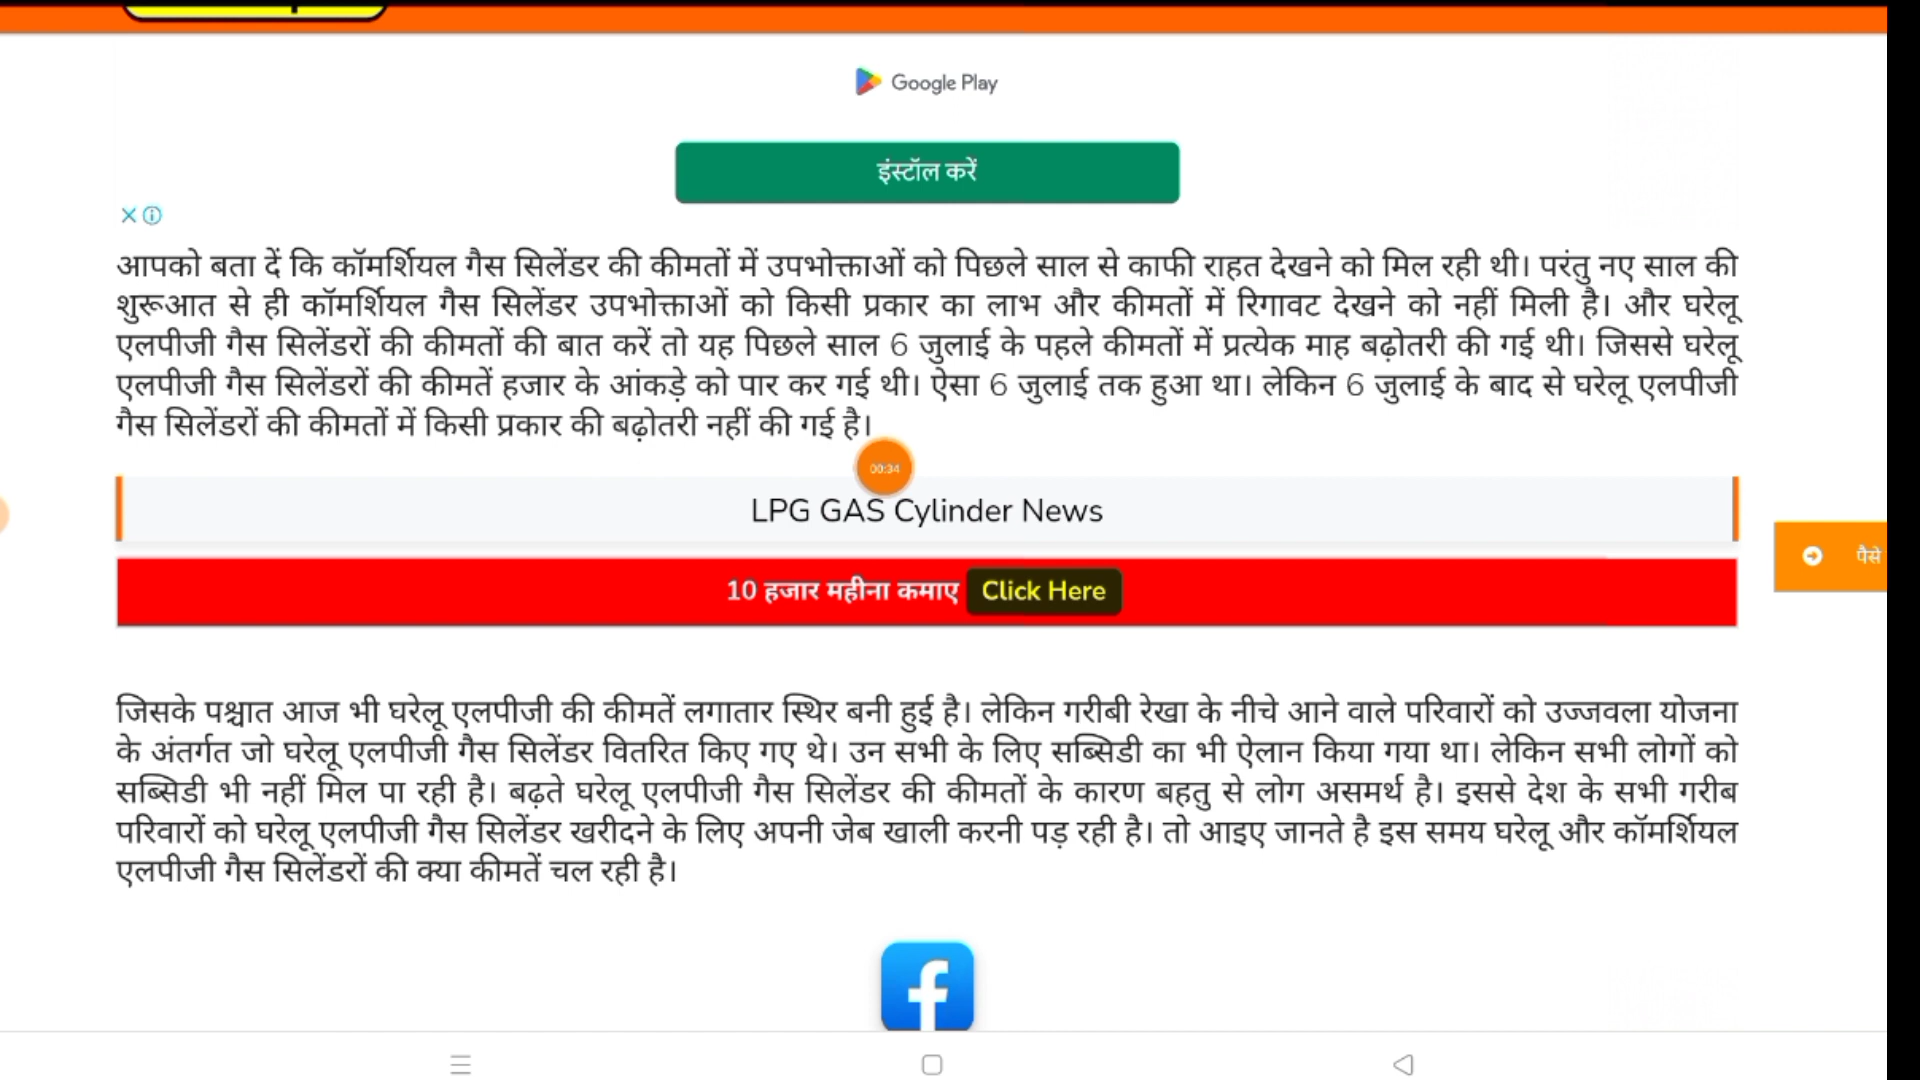 Google Play
इंस्टॉल करें
आपको बता दें कि कॉमर्शियल गैस सिलेंडर की कीमतों में उपभोक्ताओं को पिछले साल से काफी राहत देखने को मिल रही थी। परंतु नए साल की
शुरूआत से ही कॉमर्शियल गैस सिलेंडर उपभोक्ताओं को किसी प्रकार का लाभ और कीमतों में रिगावट देखने को नहीं मिली है। और घरेलू
एलपीजी गैस सिलेंडरों की कीमतों की बात करें तो यह पिछले साल 6 जुलाई के पहले कीमतों में प्रत्येक माह बढ़ोतरी की गई थी। जिससे घरेलू
एलपीजी गैस सिलेंडरों की कीमतें हजार के आंकड़े को पार कर गई थी। ऐसा 6 जुलाई तक हुआ था। लेकिन 6 जुलाई के बाद से घरेलू एलपीजी
गैस सिलेंडरों की कीमतों में किसी प्रकार की बढ़ोतरी नहीं की गई है।
00:34
LPG GAS Cylinder News
पैसे
10 हजार महीना कमाए Click Here
जिसके पश्चात आज भी घरेलू एलपीजी की कीमतें लगातार स्थिर बनी हुई है। लेकिन गरीबी रेखा के नीचे आने वाले परिवारों को उज्जवला योजना
के अंतर्गत जो घरेलू एलपीजी गैस सिलेंडर वितरित किए गए थे। उन सभी के लिए सब्सिडी का भी ऐलान किया गया था। लेकिन सभी लोगों को
सब्सिडी भी नहीं मिल पा रही है। बढ़ते घरेलू एलपीजी गैस सिलेंडर की कीमतों के कारण बहतु से लोग असमर्थ है। इससे देश के सभी गरीब
परिवारों को घरेलू एलपीजी गैस सिलेंडर खरीदने के लिए अपनी जेब खाली करनी पड़ रही है। तो आइए जानते है इस समय घरेलू और कॉमर्शियल
एलपीजी गैस सिलेंडरों की क्या कीमतें चल रही है।